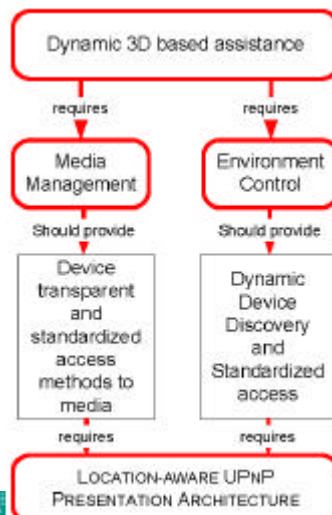 Dynamic 3D based assistance
requires requires
Media
Management
Environment
Control
Should provide Should provide
Device
transparent
and
standardized
access
methods to
media
Dynamic
Device
Discovery
and
Standardized
access
requires requires
LOCATION-AWARE UPNP
PRESENTATION ARCHITECTURE